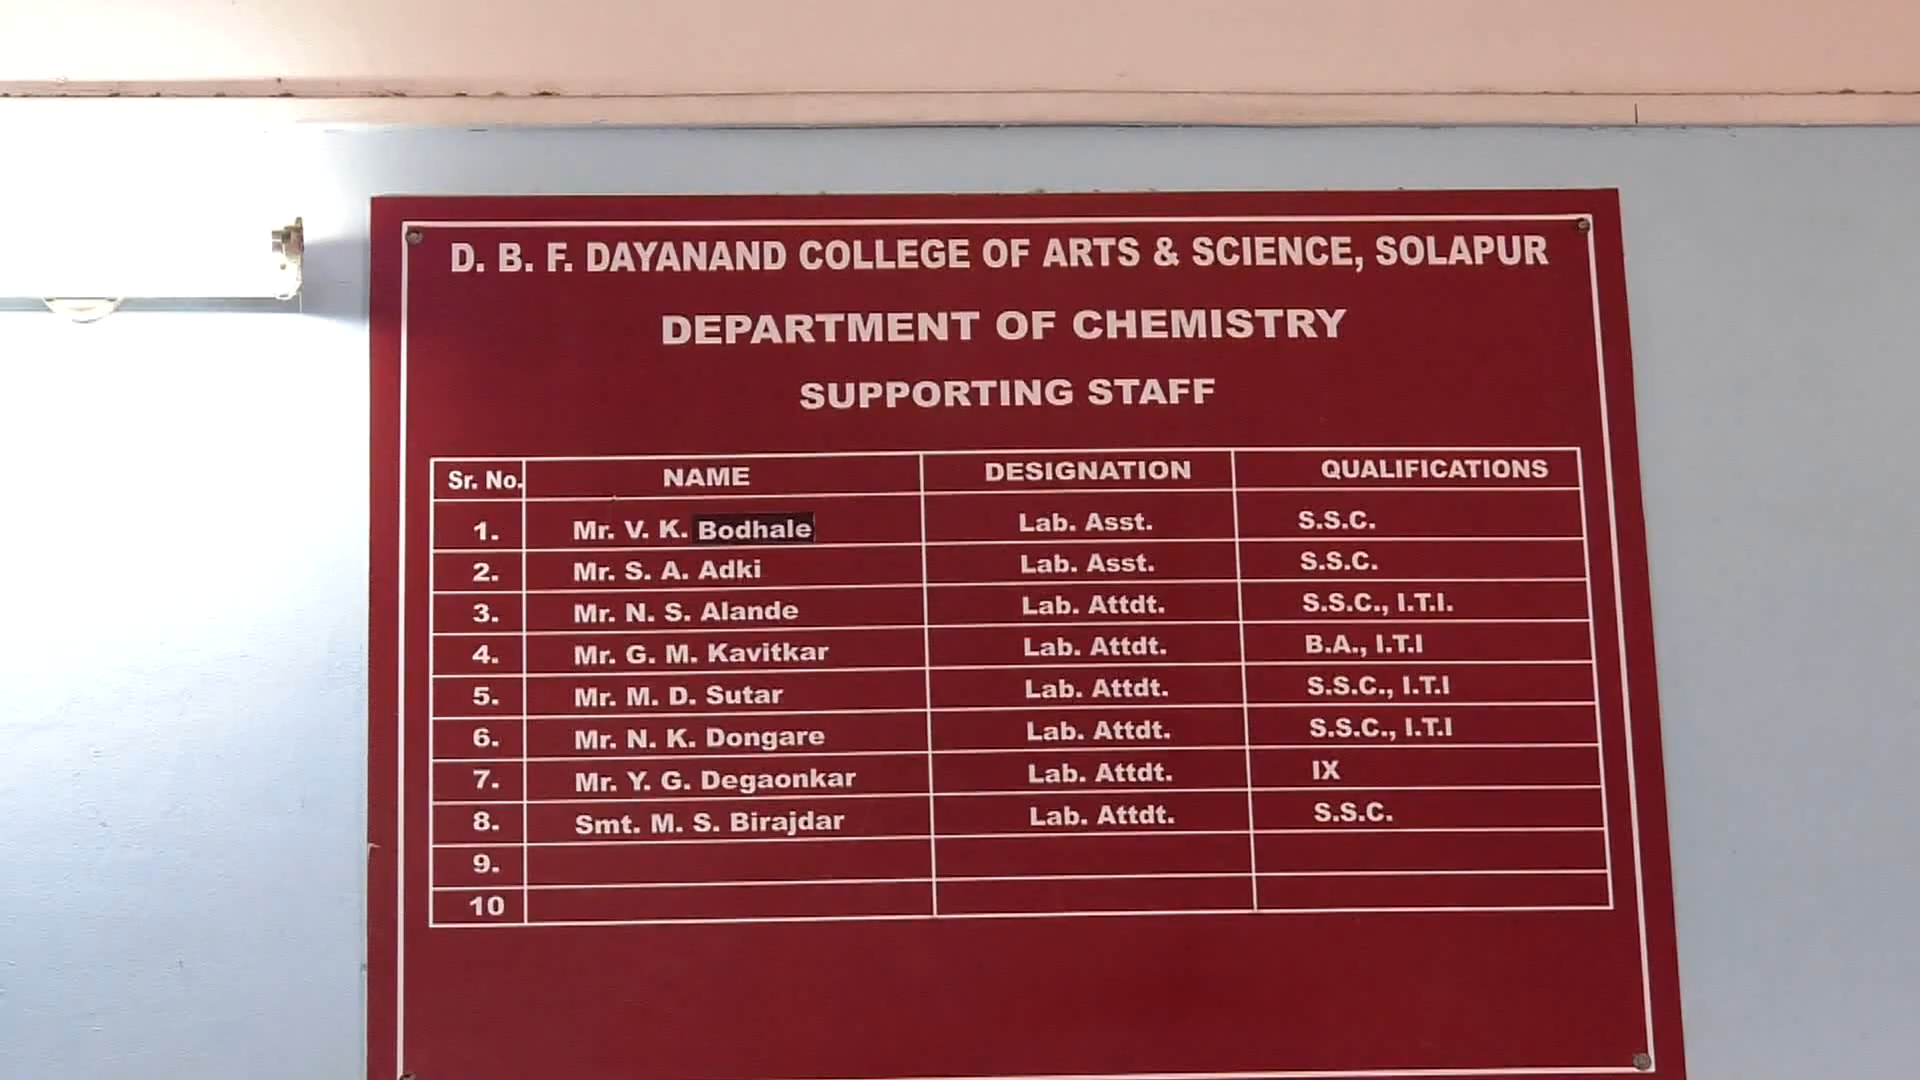 D. B. F. DAYANAND COLLEGE OF ARTS & SCIENCE, SOLAPUR
DEPARTMENT OF CHEMISTRY
SUPPORTING STAFF
Sr. No. NAME DESIGNATION QUALIFICATIONS
1. Mr. V. K. Bodhale Lab. Asst. S.S.C.
2. Mr. S. A. Adki Lab. Asst. S.S.C.
3. Mr. N. S. Alande Lab. Attdt. S.S.C., I.T.I.
4. Mr. G. M. Kavitkar Lab. Attdt. B.A., I.T.I
5. Mr. M. D. Sutar Lab. Attdt. S.S.C., I.T.I
6. Mr. N. K. Dongare Lab. Attdt. S.S.C., I.T.I
7. Mr. Y. G. Degaonkar Lab. Attdt. IX
8. Smt. M. S. Birajdar Lab. Attdt. S.S.C.
9.
10